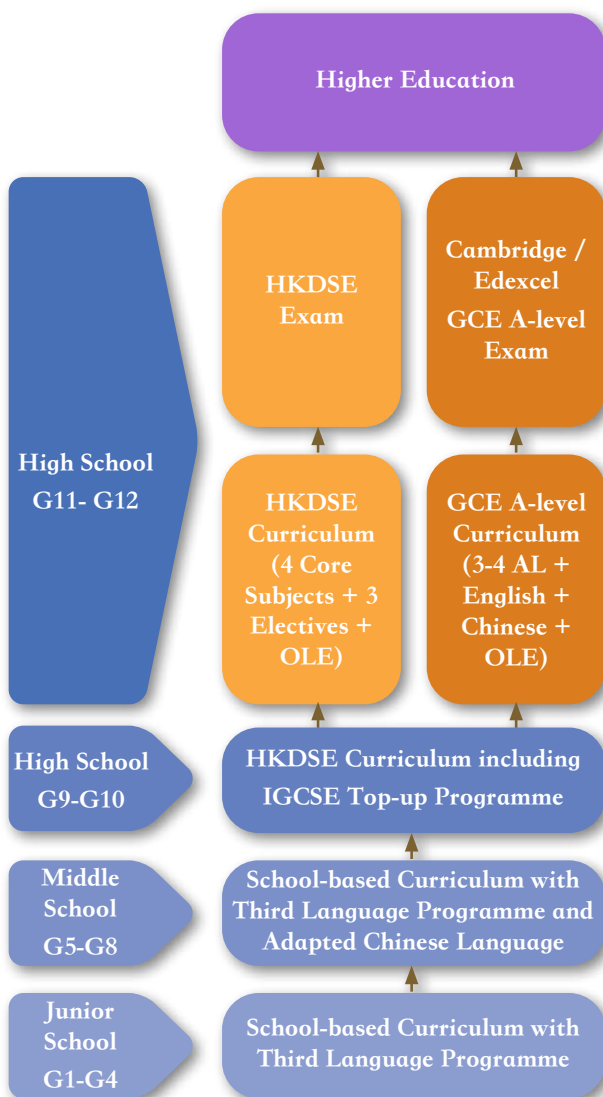 Higher Education
HKDSE
Exam
Cambridge /
Edexcel
GCE A-level
Exam
High School
G11- G12
HKDSE
Curriculum
(4 Core
Subjects + 3
Electives +
OLE)
GCE A-level
Curriculum
(3-4 AL +
English +
Chinese +
OLE)
High School
G9-G10
HKDSE Curriculum including
IGCSE Top-up Programme
Middle
School
G5-G8
School-based Curriculum with
Third Language Programme and
Adapted Chinese Language
Junior
School
G1-G4
School-based Curriculum with
Third Language Programme